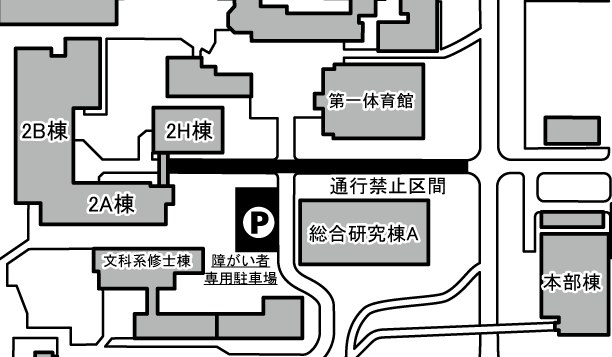 第一体育館
2B棟
2H棟
通行禁止区間
2A棟
P
総合研究棟A
文科系修士棟
障がい者
専用駐車場
本部棟